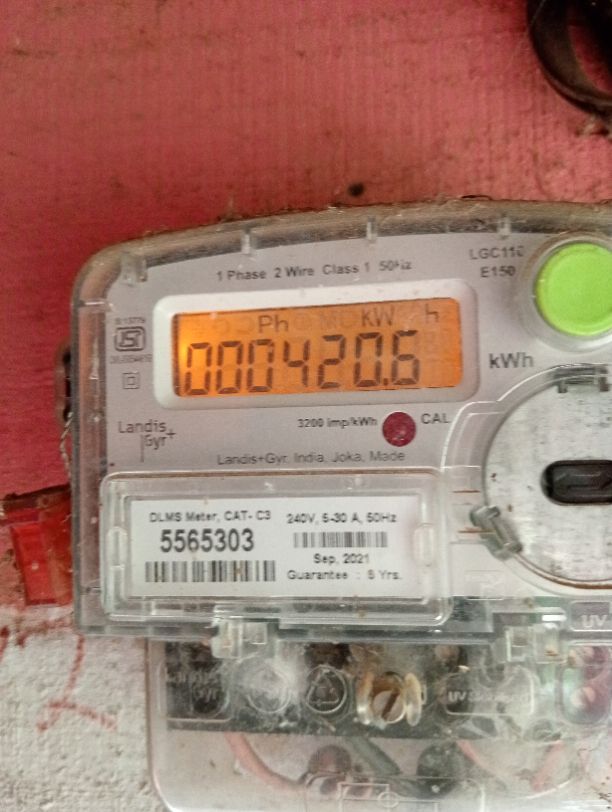 1 Phase 2 Wire Class 1 50Hz
LGC110
E150
Ph KW h
000420.6
kWh
Landis
Gyr+
3200 imp/kWh
CAL
Landis+Gyr, India, Joka, Made
DLMS Meter, CAT- C3
5565303
240V, 5-30 A, 50Hz
Sep, 2021
Guarantee : 5 Yrs.
UV